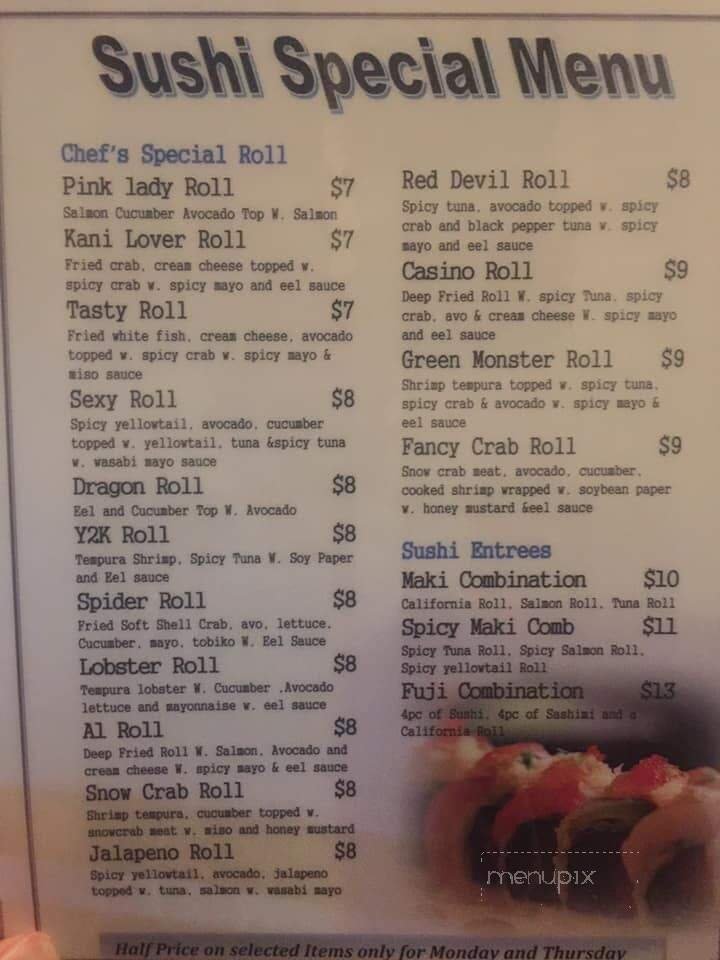 Sushi Special Menu
Chef's Special Roll
Pink lady Roll $7
Salmon Cucumber Avocado Top W. Salmon
Kani Lover Roll $7
Fried crab, cream cheese topped w.
spicy crab w. spicy mayo and eel sauce
Tasty Roll $7
Fried white fish, cream cheese, avocado
topped w. spicy crab w. spicy mayo &
miso sauce
Sexy Roll $8
Spicy yellowtail, avocado, cucumber
topped w. yellowtail, tuna &spicy tuna
w. wasabi mayo sauce
Dragon Roll $8
Eel and Cucumber Top W. Avocado
Y2K Roll $8
Tempura Shrimp, Spicy Tuna W. Soy Paper
and Eel sauce
Spider Roll $8
Fried Soft Shell Crab, avo, lettuce,
Cucumber, mayo, tobiko W. Eel Sauce
Lobster Roll $8
Tempura lobster W. Cucumber ,Avocado
lettuce and mayonnaise w. eel sauce
A1 Roll $8
Deep Fried Roll W. Salmon, Avocado and
cream cheese W. spicy mayo & eel sauce
Snow Crab Roll $8
Shrimp tempura, cucumber topped w.
snowcrab meat w. miso and honey mustard
Jalapeno Roll $8
Spicy yellowtail, avocado, jalapeno
topped w. tuna, salmon w. wasabi mayo
Red Devil Roll $8
Spicy tuna, avocado topped w. spicy
crab and black pepper tuna w. spicy
mayo and eel sauce
Casino Roll $9
Deep Fried Roll W. spicy Tuna, spicy
crab, avo & cream cheese W. spicy mayo
and eel sauce
Green Monster Roll $9
Shrimp tempura topped w. spicy tuna,
spicy crab & avocado w. spicy mayo &
eel sauce
Fancy Crab Roll $9
Snow crab meat, avocado, cucumber,
cooked shrimp wrapped w. soybean paper
w. honey mustard &eel sauce
Sushi Entrees
Maki Combination $10
California Roll, Salmon Roll, Tuna Roll
Spicy Maki Comb $11
Spicy Tuna Roll, Spicy Salmon Roll,
Spicy yellowtail Roll
Fuji Combination $13
4pc of Sushi, 4pc of Sashimi and a
California Roll
menupix
Half Price on selected Items only for Monday and Thursday